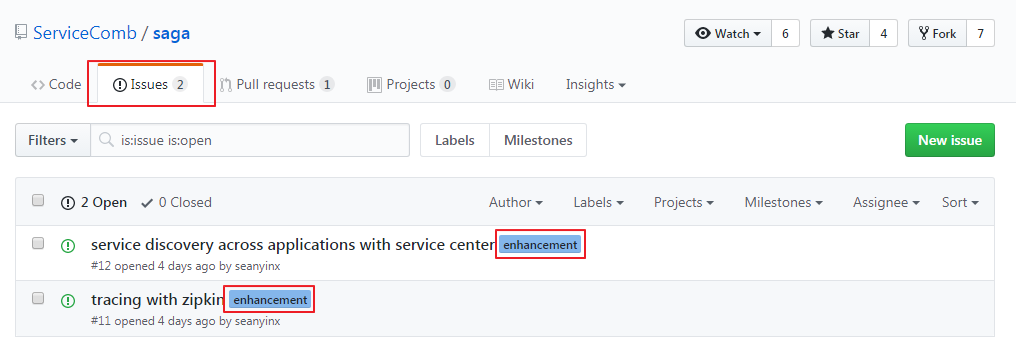 ServiceComb / saga
Watch 6 Star 4 Fork 7
Code Issues 2 Pull requests 1 Projects 0 Wiki Insights
Filters is:issue is:open Labels Milestones New issue
2 Open 0 Closed Author Labels Projects Milestones Assignee Sort
service discovery across applications with service center enhancement
#12 opened 4 days ago by seanyinx
tracing with zipkin enhancement
#11 opened 4 days ago by seanyinx